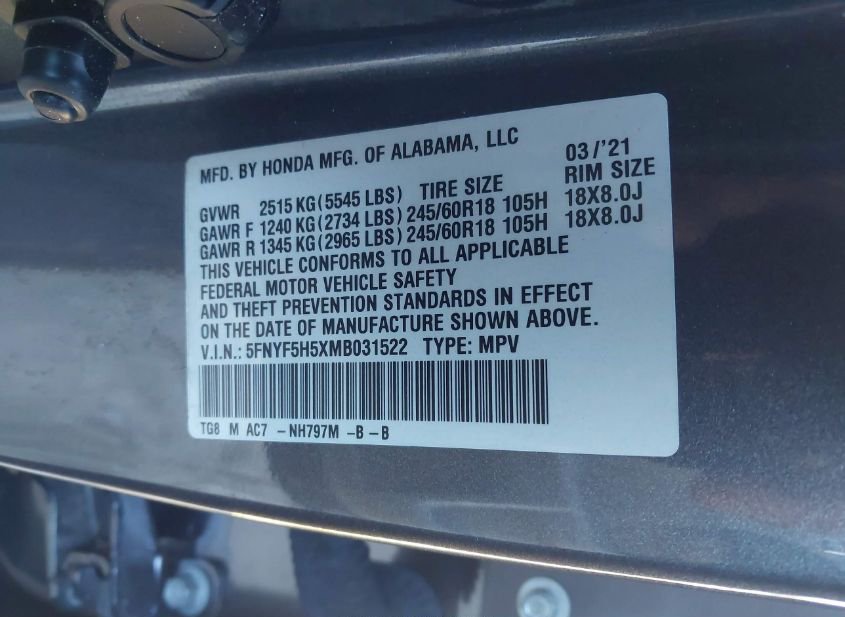 MFD. BY HONDA MFG. OF ALABAMA, LLC 03/'21
GVWR 2515 KG (5545 LBS) TIRE SIZE RIM SIZE
GAWR F 1240 KG (2734 LBS) 245/60R18 105H 18X8.0J
GAWR R 1345 KG (2965 LBS) 245/60R18 105H 18X8.0J
THIS VEHICLE CONFORMS TO ALL APPLICABLE
FEDERAL MOTOR VEHICLE SAFETY
AND THEFT PREVENTION STANDARDS IN EFFECT
ON THE DATE OF MANUFACTURE SHOWN ABOVE.
V.I.N.: 5FNYF5H5XMB031522 TYPE: MPV
TG8 M AC7 -NH797M -B -B